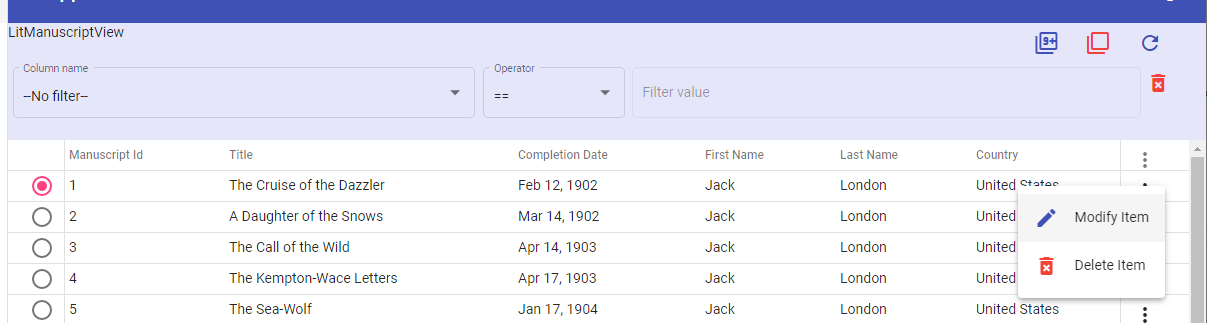 LitManuscriptView
9+
Column name
--No filter--
Operator
==
Filter value
Manuscript Id Title Completion Date First Name Last Name Country
1 The Cruise of the Dazzler Feb 12, 1902 Jack London United States
2 A Daughter of the Snows Mar 14, 1902 Jack London United
Modify Item
3 The Call of the Wild Apr 14, 1903 Jack London United
Delete Item
4 The Kempton-Wace Letters Apr 17, 1903 Jack London United
5 The Sea-Wolf Jan 17, 1904 Jack London United States